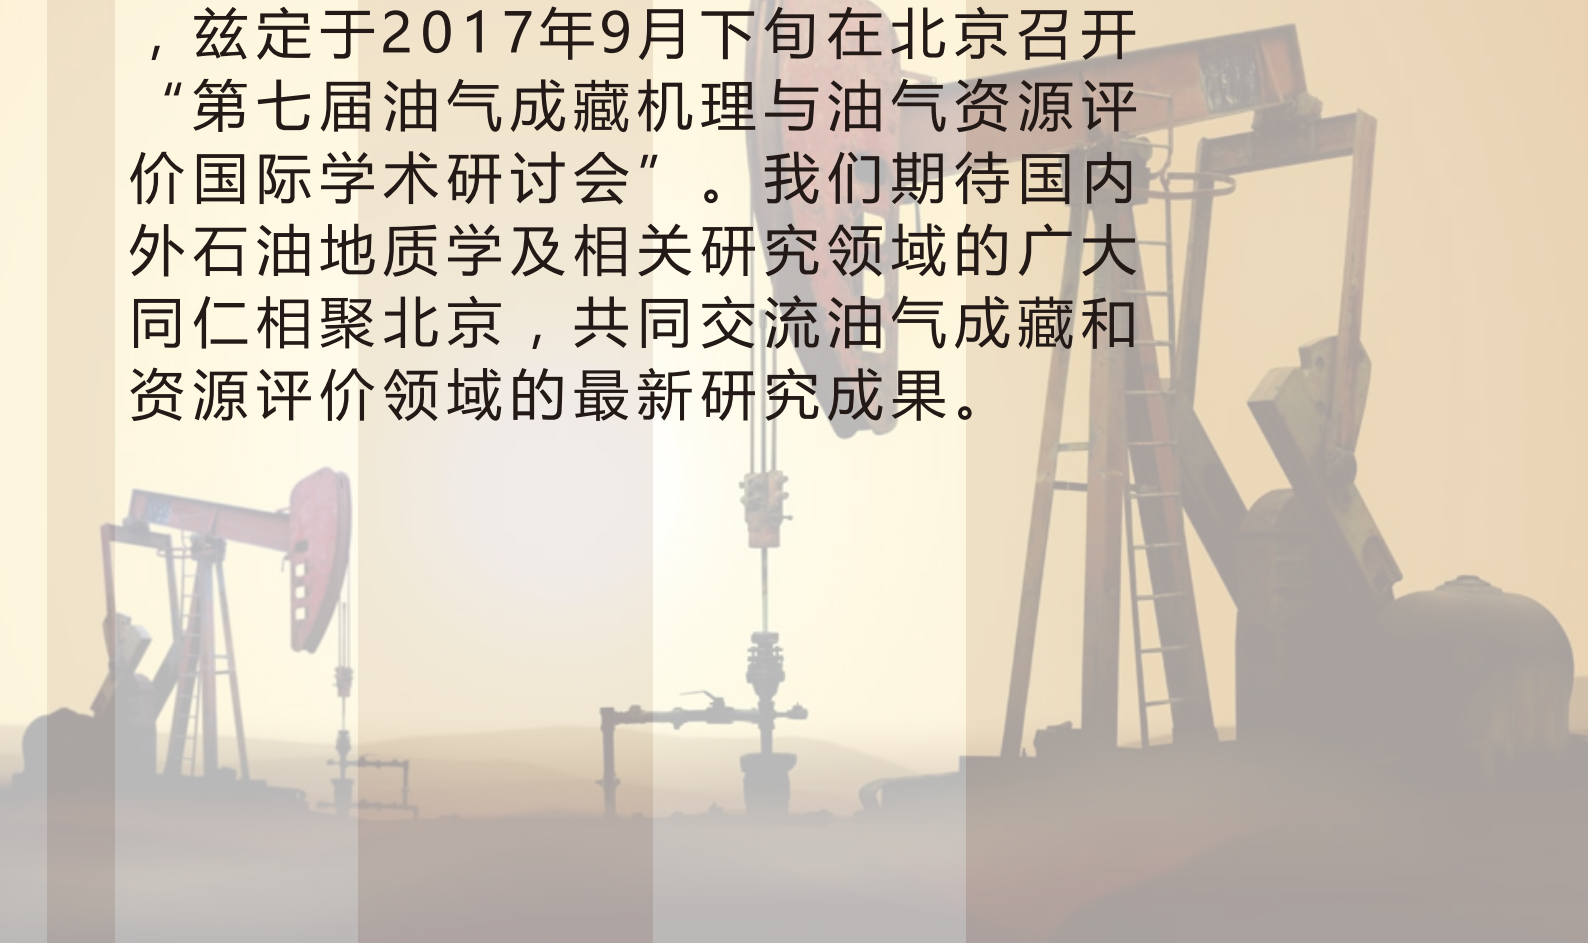 ，兹定于2017年9月下旬在北京召开
“第七届油气成藏机理与油气资源评
价国际学术研讨会”。我们期待国内
外石油地质学及相关研究领域的广大
同仁相聚北京，共同交流油气成藏和
资源评价领域的最新研究成果。